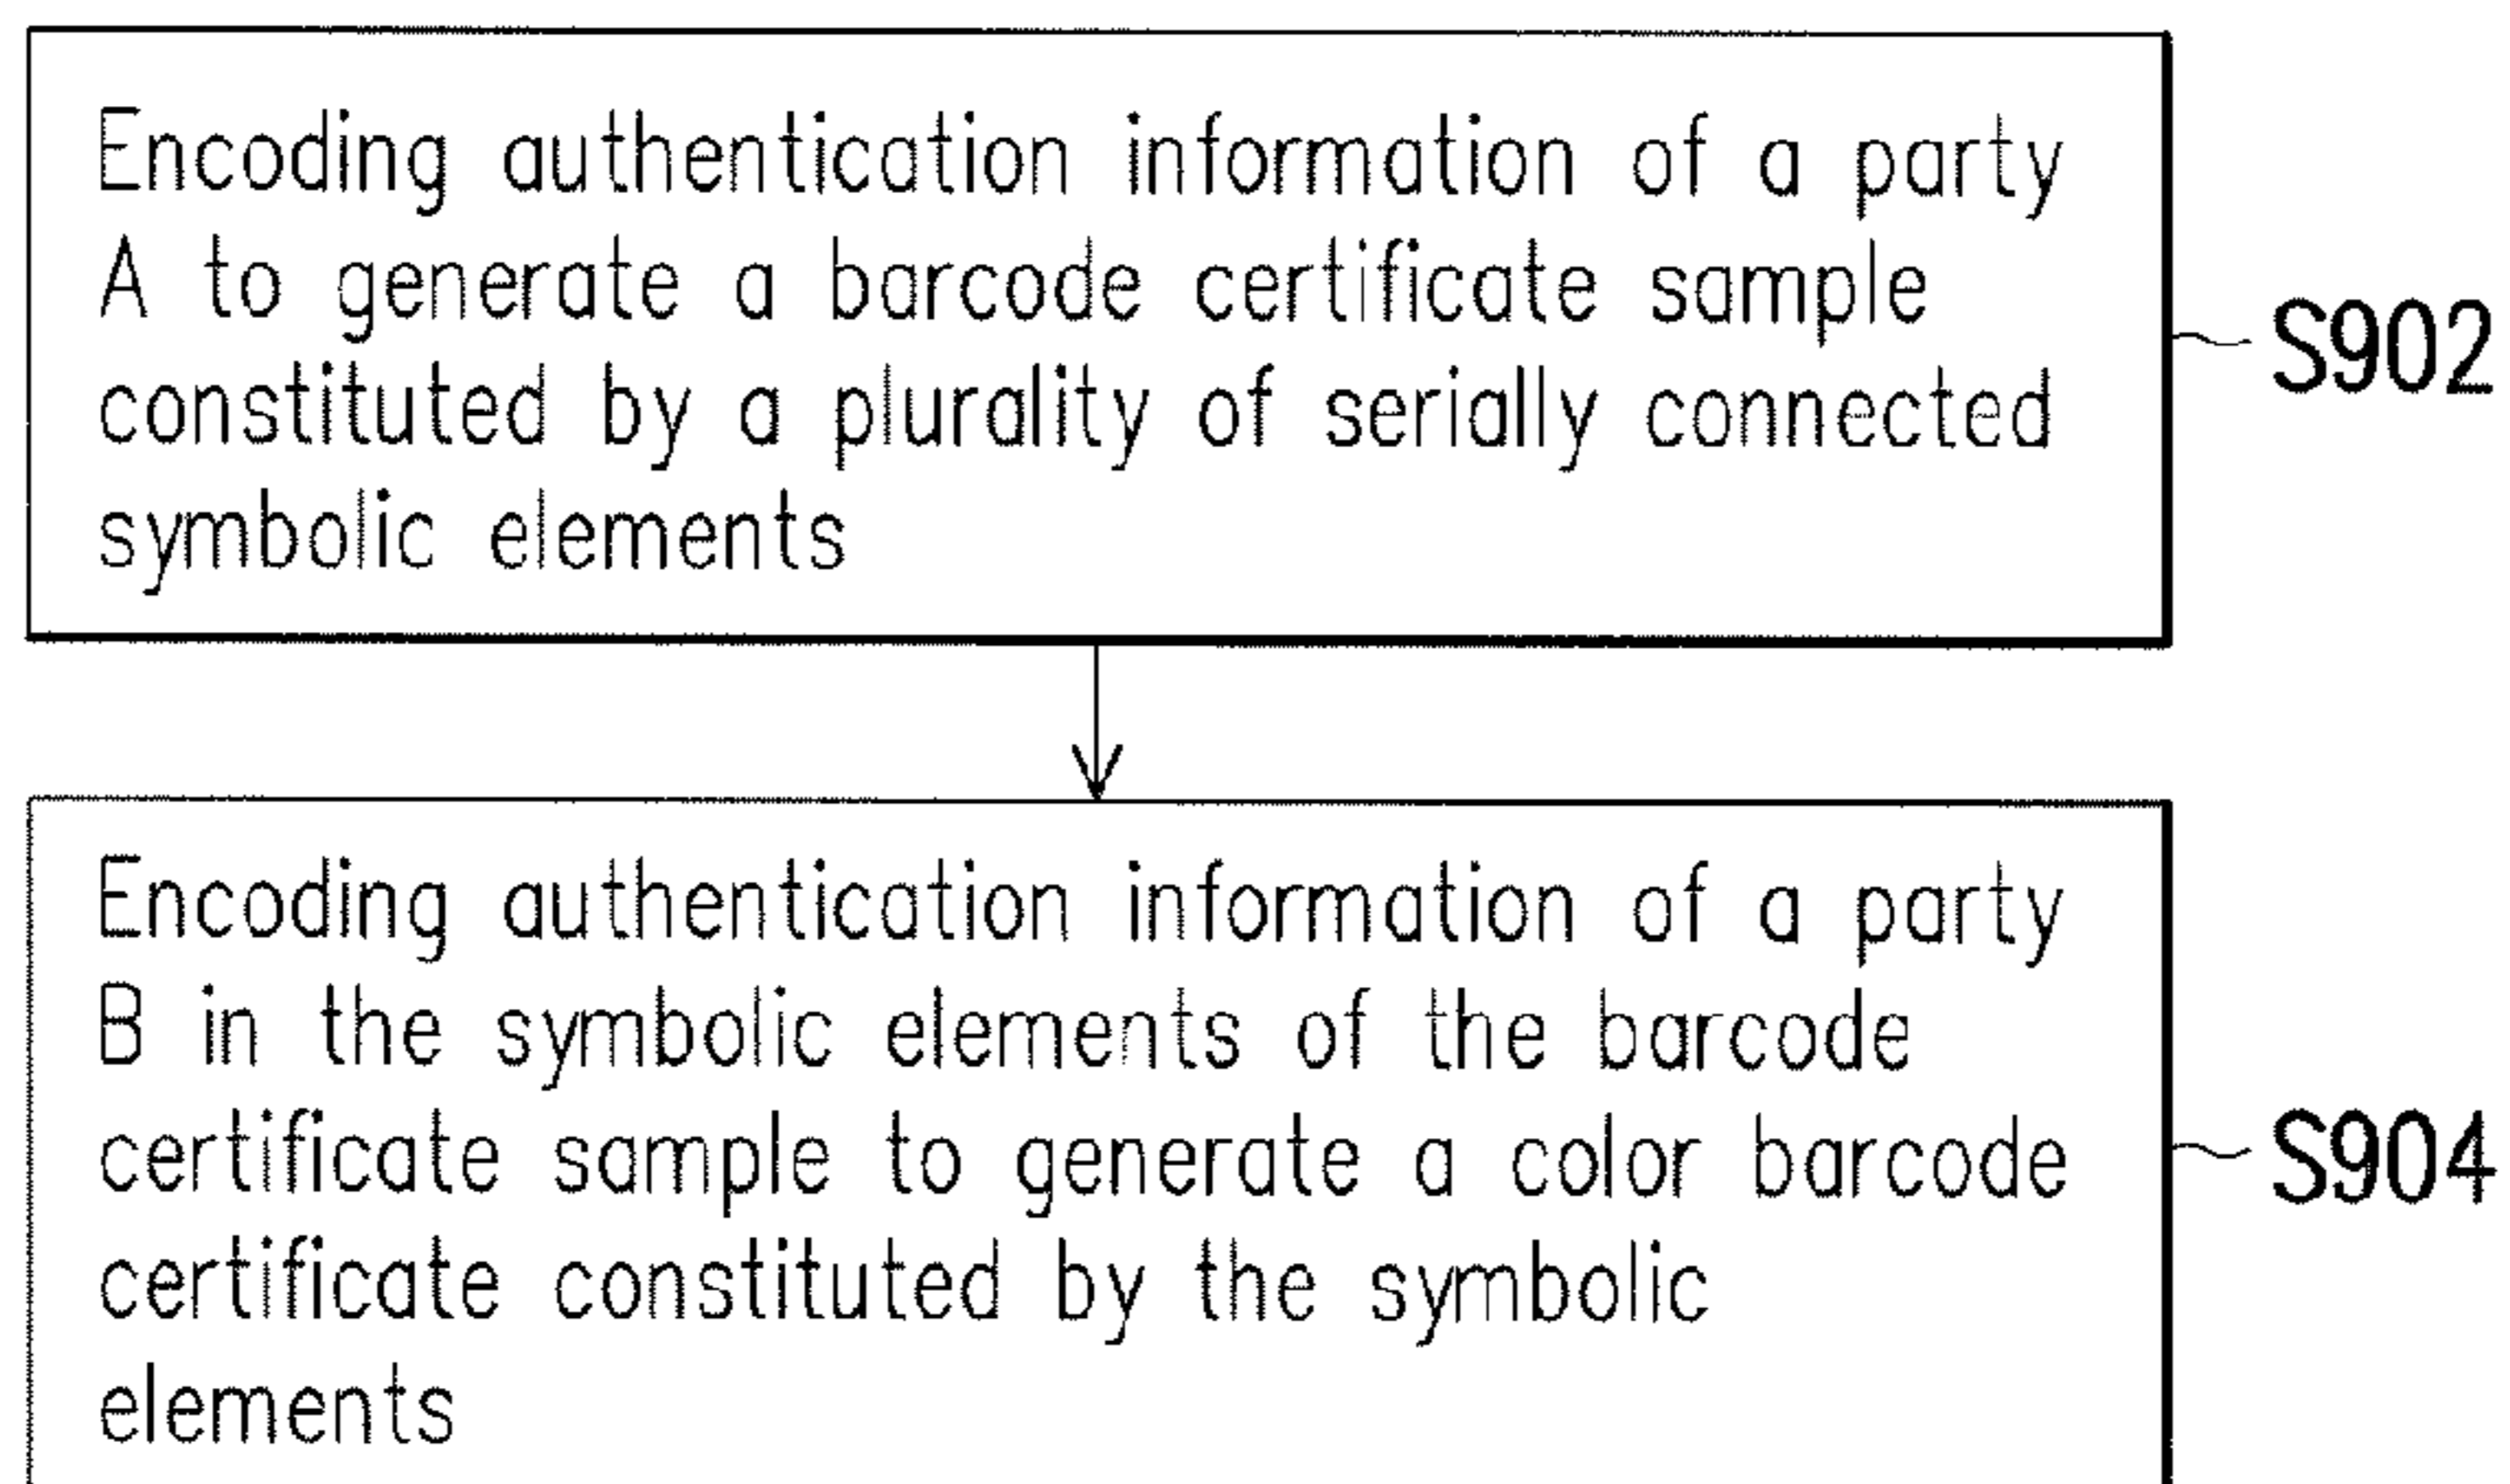 Encoding authentication information of a party
A to generate a barcode certificate sample
constituted by a plurality of serially connected
symbolic elements
S902
Encoding authentication information of a party
B in the symbolic elements of the barcode
certificate sample to generate a color barcode
certificate constituted by the symbolic
elements
S904